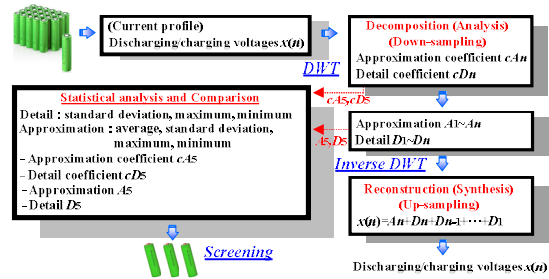 (Current profile)
Discharging/charging voltages x(n)
DWT
Decomposition (Analysis)
(Down-sampling)
Approximation coefficient cAn
Detail coefficient cDn
cA5,cD5
Statistical analysis and Comparison
Detail : standard deviation, maximum, minimum
Approximation : average, standard deviation,
maximum, minimum
- Approximation coefficient cA5
- Detail coefficient cD5
- Approximation A5
- Detail D5
A5,D5
Approximation A1~An
Detail D1~Dn
Inverse DWT
Reconstruction (Synthesis)
(Up-sampling)
x(n)=An+Dn+Dn-1+···+D1
Screening
Discharging/charging voltages x(n)